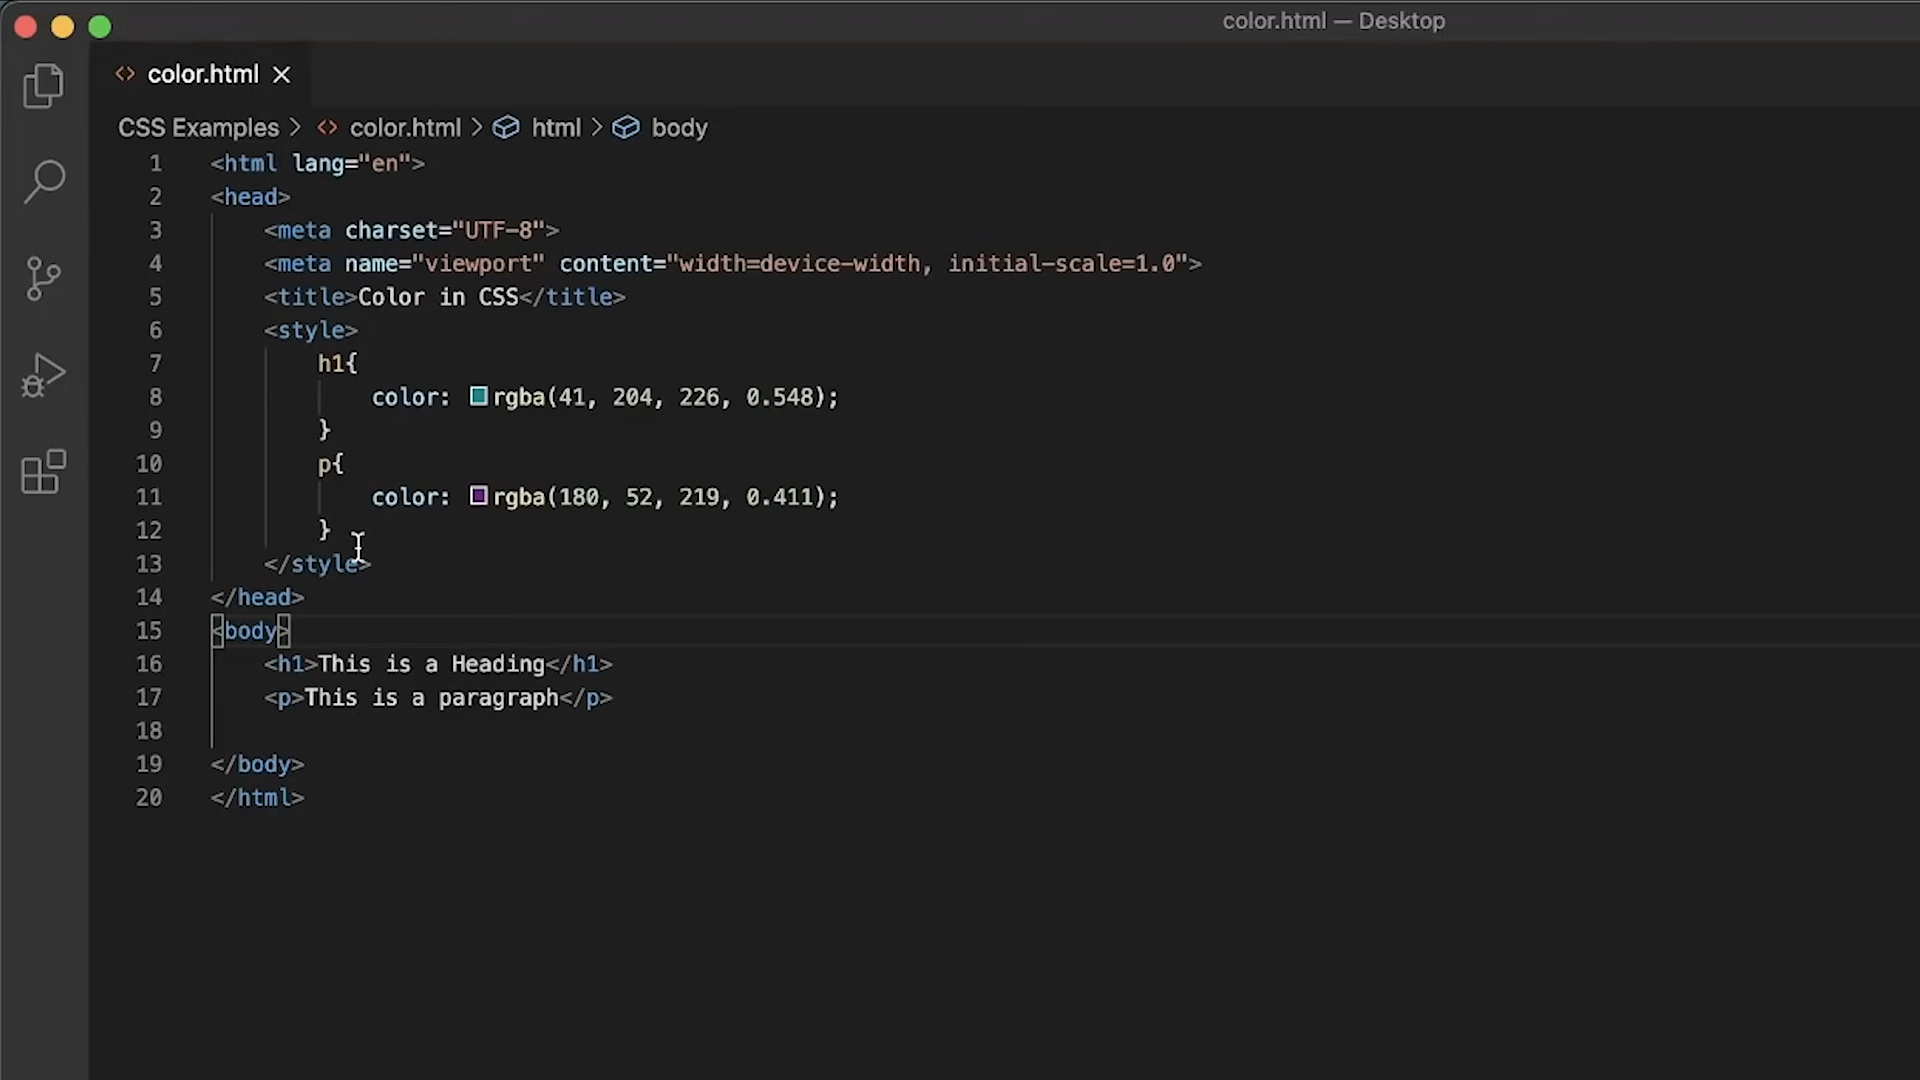 color.html — Desktop
color.html
CSS Examples > color.html > html > body
1 <html lang="en">
2 <head>
3 <meta charset="UTF-8">
4 <meta name="viewport" content="width=device-width, initial-scale=1.0">
5 <title>Color in CSS</title>
6 <style>
7 h1{
8 color: rgba(41, 204, 226, 0.548);
9 }
10 p{
11 color: rgba(180, 52, 219, 0.411);
12 }
13 </style>
14 </head>
15 <body>
16 <h1>This is a Heading</h1>
17 <p>This is a paragraph</p>
18
19 </body>
20 </html>